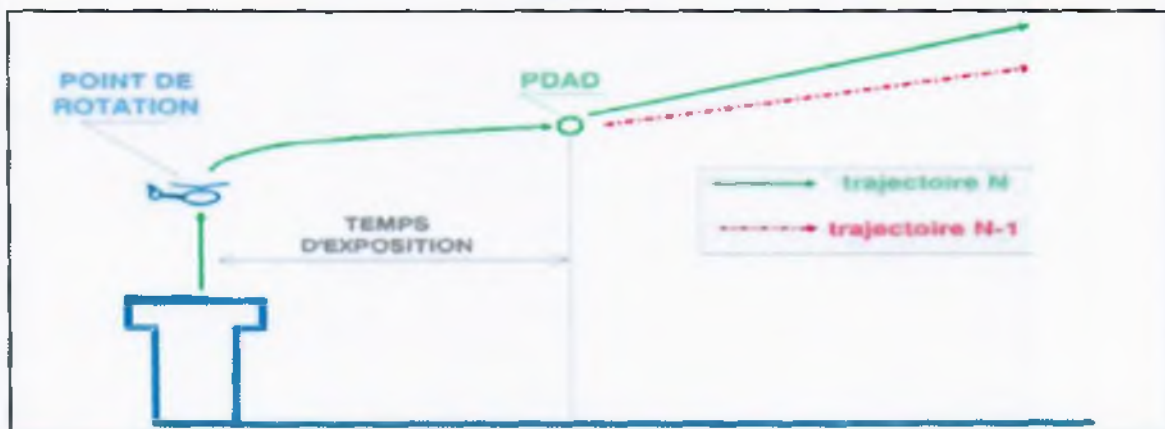 POINT DE
ROTATION
PDAD
TEMPS
D'EXPOSITION
trajectoire N
trajectoire N-1